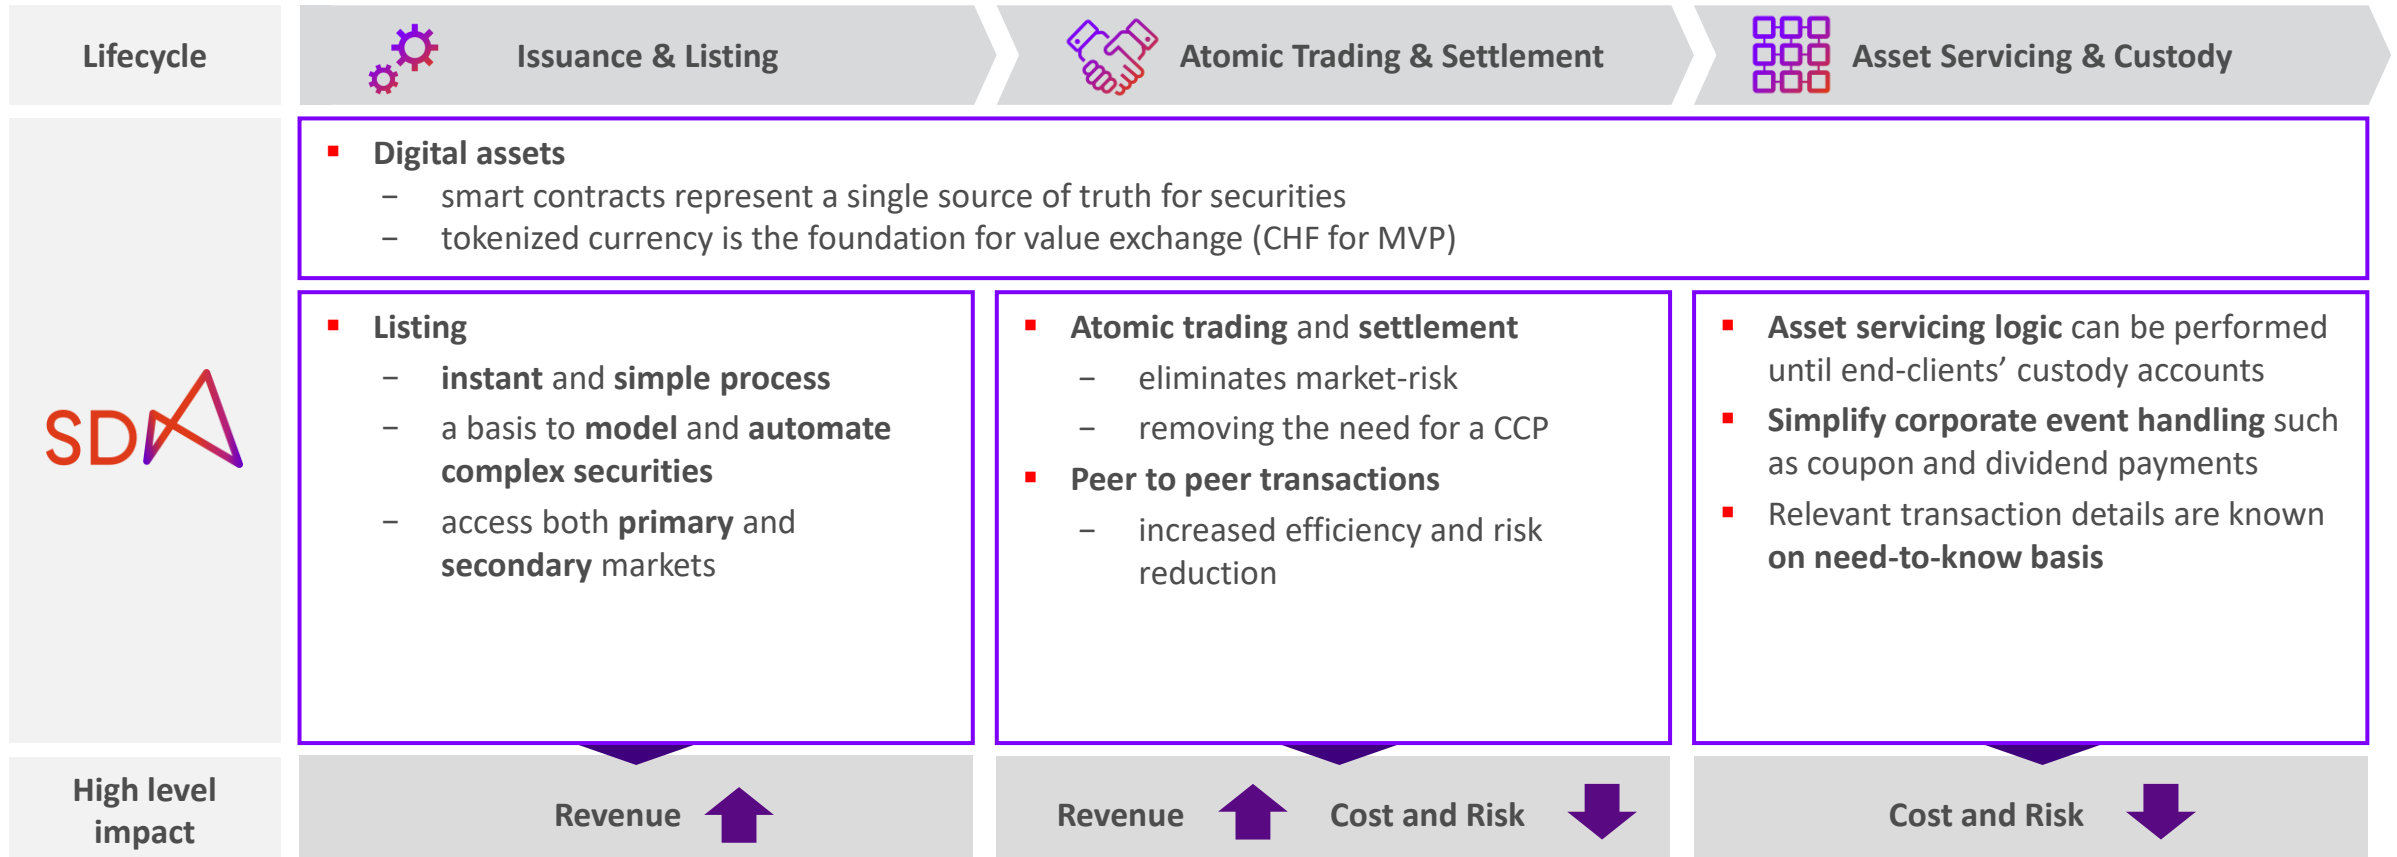 Lifecycle
Issuance & Listing
Atomic Trading & Settlement
Asset Servicing & Custody
SDX
▪ Digital assets
− smart contracts represent a single source of truth for securities
− tokenized currency is the foundation for value exchange (CHF for MVP)
▪ Listing
− instant and simple process
− a basis to model and automate
complex securities
− access both primary and
secondary markets
▪ Atomic trading and settlement
− eliminates market-risk
− removing the need for a CCP
▪ Peer to peer transactions
− increased efficiency and risk
reduction
▪ Asset servicing logic can be performed
until end-clients’ custody accounts
▪ Simplify corporate event handling such
as coupon and dividend payments
▪ Relevant transaction details are known
on need-to-know basis
High level
impact
Revenue
Revenue
Cost and Risk
Cost and Risk